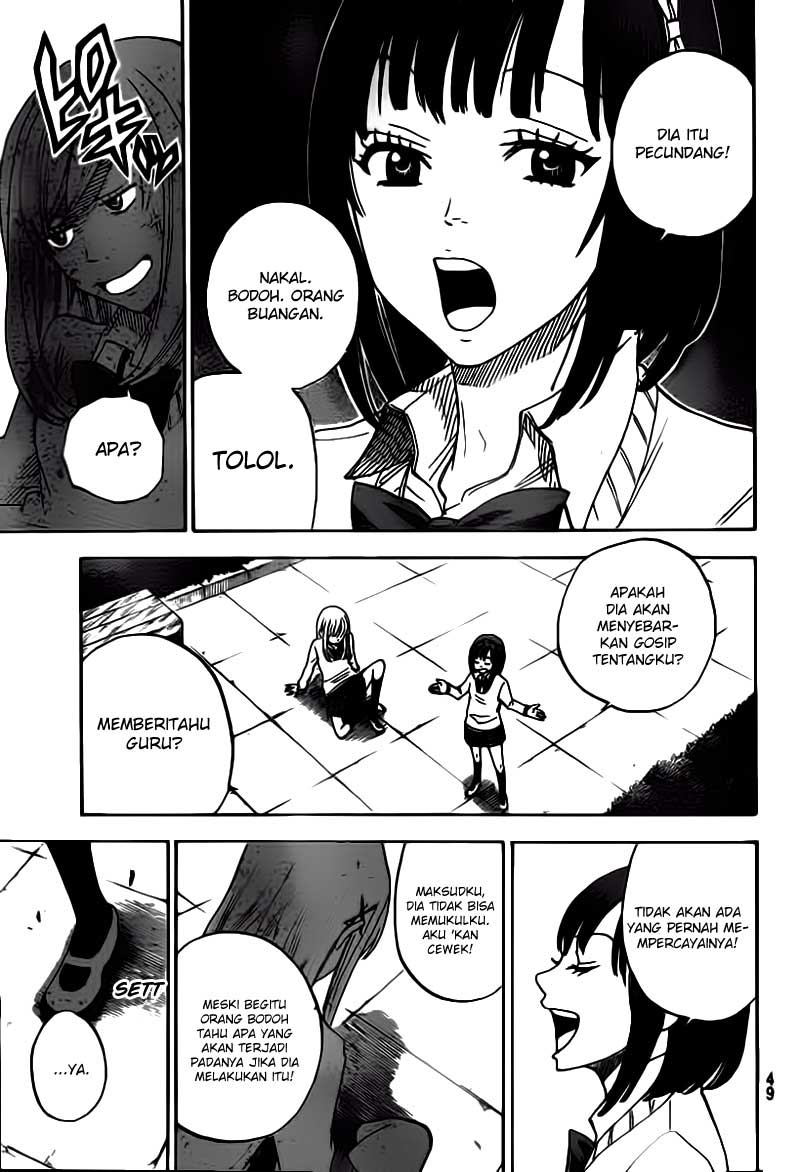 DIA ITU
PECUNDANG!
NAKAL.
BODOH. ORANG
BUANGAN.
TOLOL.
APA?
APAKAH
DIA AKAN
MENYEBAR-
KAN GOSIP
TENTANGKU?
MEMBERITAHU
GURU?
TIDAK AKAN ADA
YANG PERNAH ME-
MPERCAYAINYA!
MAKSUDKU,
DIA TIDAK BISA
MEMUKULKU.
AKU 'KAN
CEWEK!
MESKI BEGITU
ORANG BODOH
TAHU APA YANG
AKAN TERJADI
PADANYA JIKA DIA
MELAKUKAN ITU!
SETT
...YA.
49